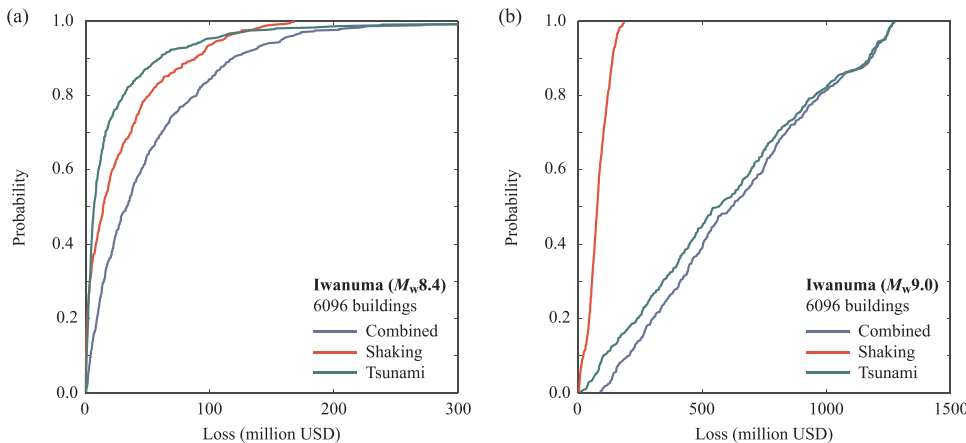 (a)
1.0
0.8
0.6
0.4
0.2
0.0
Probability
Iwanuma (Mw8.4)
6096 buildings
Combined
Shaking
Tsunami
0
100
200
300
Loss (million USD)
(b)
1.0
0.8
0.6
0.4
0.2
0.0
Probability
Iwanuma (Mw9.0)
6096 buildings
Combined
Shaking
Tsunami
0
500
1000
1500
Loss (million USD)